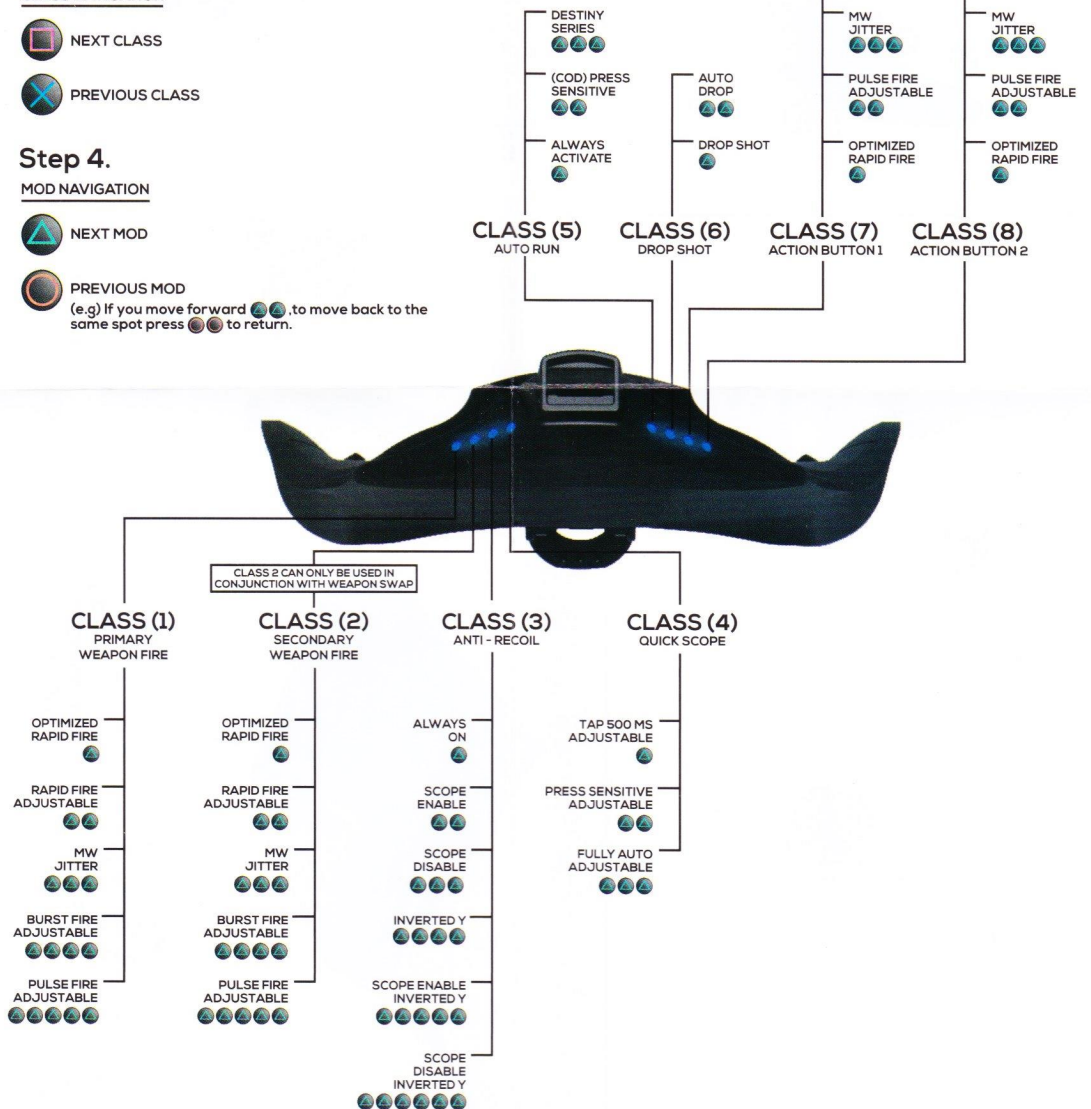 NEXT CLASS
PREVIOUS CLASS
Step 4.
MOD NAVIGATION
NEXT MOD
PREVIOUS MOD
(e.g) If you move forward ,to move back to the
same spot press to return.
DESTINY
SERIES
(COD) PRESS
SENSITIVE
ALWAYS
ACTIVATE
CLASS (5)
AUTO RUN
AUTO
DROP
DROP SHOT
CLASS (6)
DROP SHOT
MW
JITTER
PULSE FIRE
ADJUSTABLE
OPTIMIZED
RAPID FIRE
CLASS (7)
ACTION BUTTON 1
MW
JITTER
PULSE FIRE
ADJUSTABLE
OPTIMIZED
RAPID FIRE
CLASS (8)
ACTION BUTTON 2
CLASS 2 CAN ONLY BE USED IN
CONJUNCTION WITH WEAPON SWAP
CLASS (1)
PRIMARY
WEAPON FIRE
OPTIMIZED
RAPID FIRE
RAPID FIRE
ADJUSTABLE
MW
JITTER
BURST FIRE
ADJUSTABLE
PULSE FIRE
ADJUSTABLE
CLASS (2)
SECONDARY
WEAPON FIRE
OPTIMIZED
RAPID FIRE
RAPID FIRE
ADJUSTABLE
MW
JITTER
BURST FIRE
ADJUSTABLE
PULSE FIRE
ADJUSTABLE
CLASS (3)
ANTI - RECOIL
ALWAYS
ON
SCOPE
ENABLE
SCOPE
DISABLE
INVERTED Y
SCOPE ENABLE
INVERTED Y
SCOPE
DISABLE
INVERTED Y
CLASS (4)
QUICK SCOPE
TAP 500 MS
ADJUSTABLE
PRESS SENSITIVE
ADJUSTABLE
FULLY AUTO
ADJUSTABLE